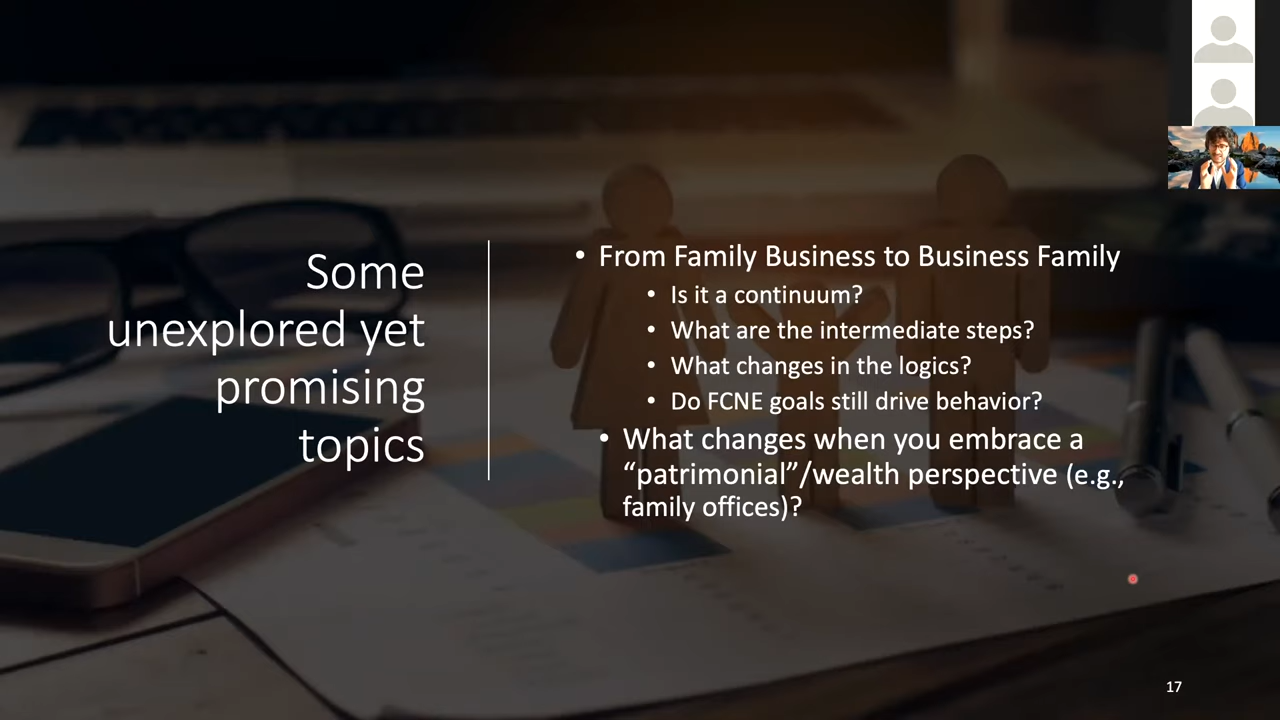 Some
unexplored yet
promising
topics
• From Family Business to Business Family
• Is it a continuum?
• What are the intermediate steps?
• What changes in the logics?
• Do FCNE goals still drive behavior?
• What changes when you embrace a
“patrimonial”/wealth perspective (e.g.,
family offices)?
17